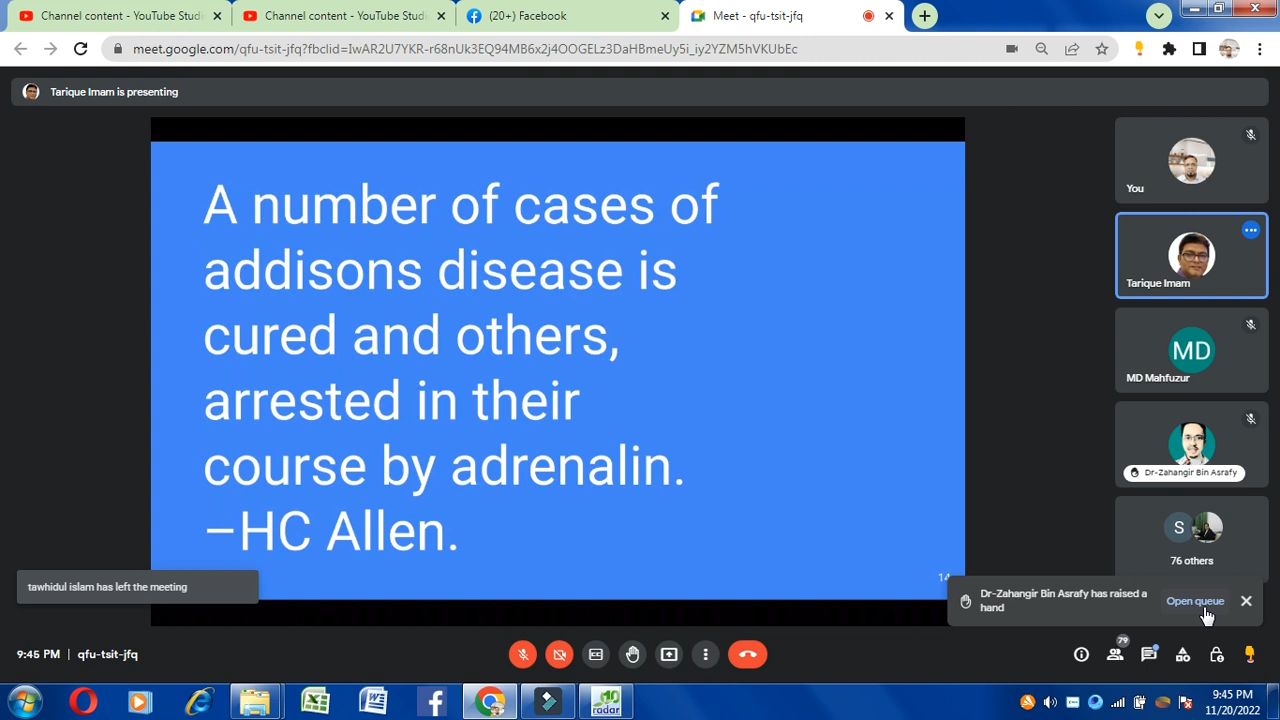 Channel content - YouTube Studi
Channel content - YouTube Studi
(20+) Facebook
Meet - qfu-tsit-jfq
meet.google.com/qfu-tsit-jfq?fbclid=IwAR2U7YKR-r68nUk3EQ94MB6x2j4OOGELz3DaHBmeUy5i_iy2YZM5hVKUbEc
Tarique Imam is presenting
A number of cases of
addisons disease is
cured and others,
arrested in their
course by adrenalin.
–HC Allen.
14
You
Tarique Imam
MD
MD Mahfuzur
Dr-Zahangir Bin Asrafy
S
76 others
tawhidul islam has left the meeting
Dr-Zahangir Bin Asrafy has raised a
hand
Open queue
9:45 PM | qfu-tsit-jfq
79
10
radar
9:45 PM
11/20/2022